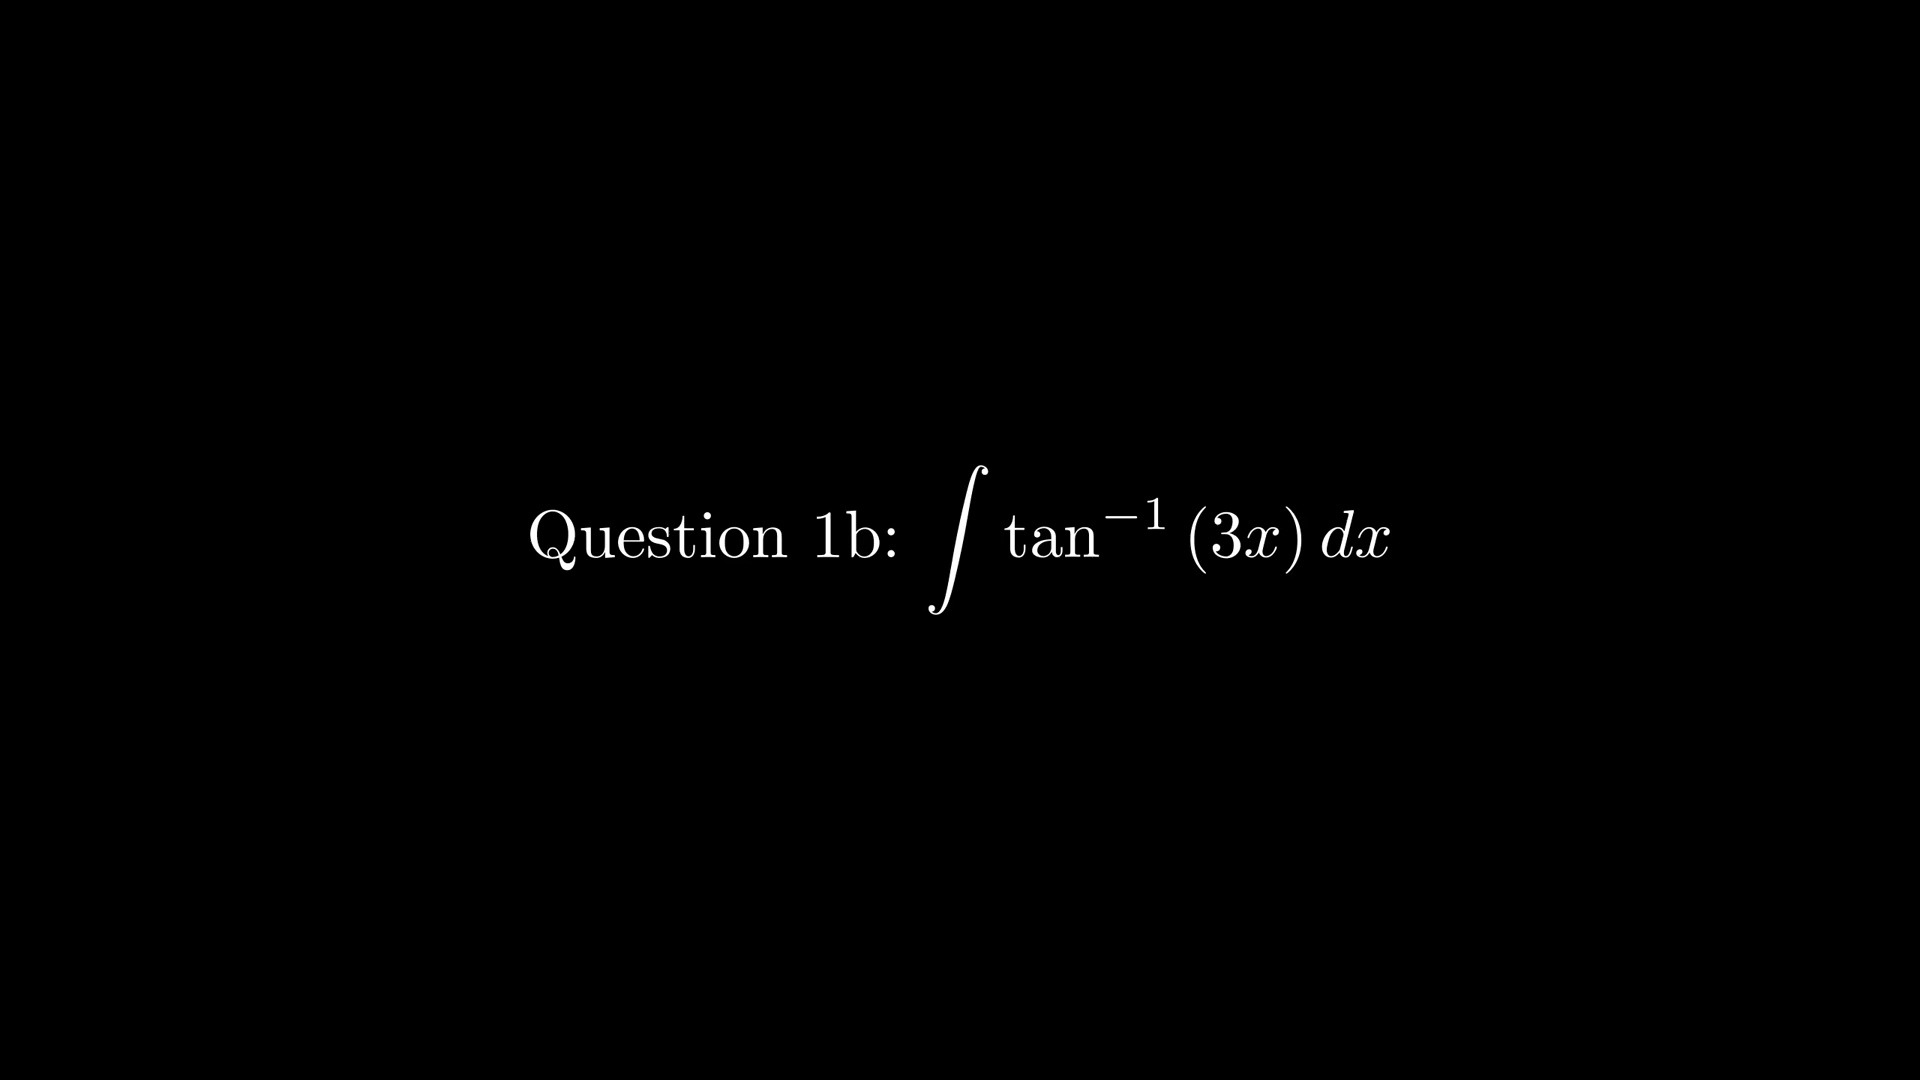 Question 1b: ∫ tan⁻¹ (3x) dx